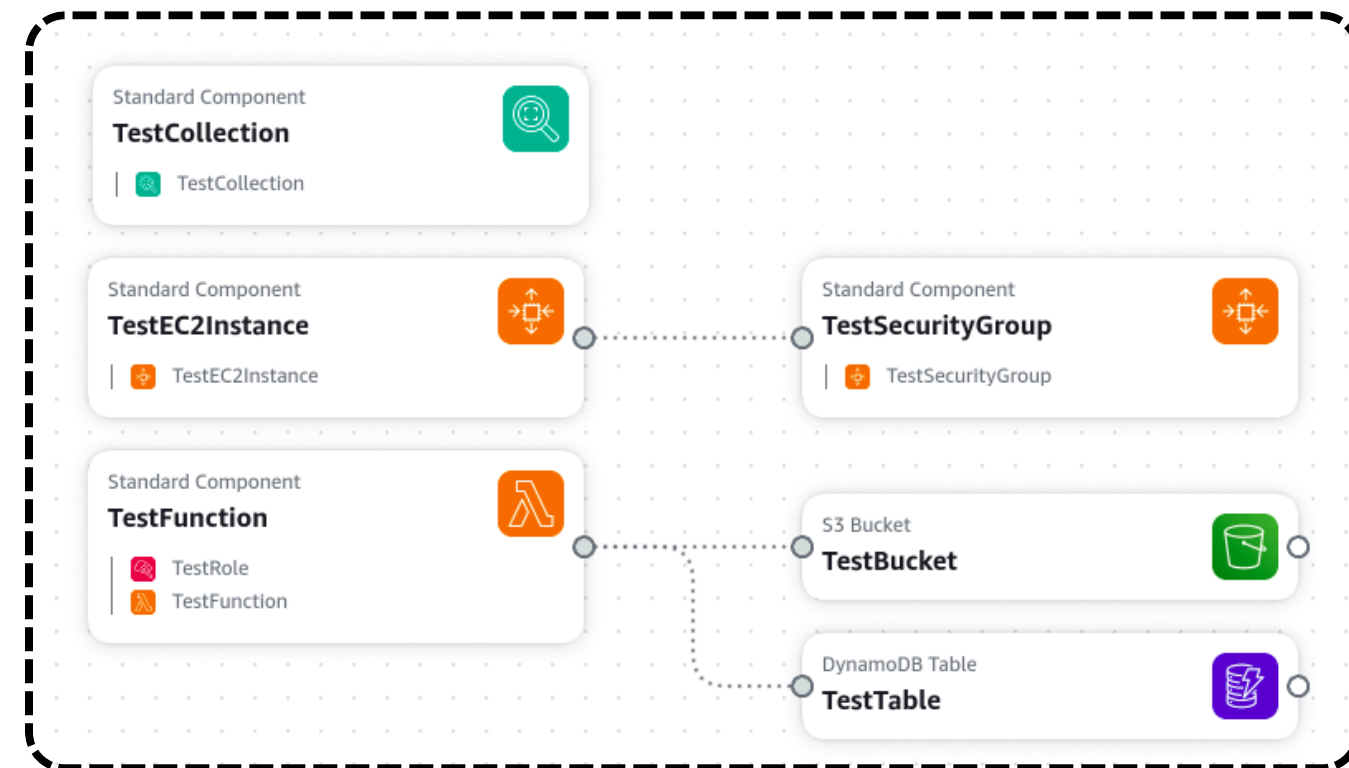 Standard Component
TestCollection
TestCollection
Standard Component
TestEC2Instance
TestEC2Instance
Standard Component
TestSecurityGroup
TestSecurityGroup
Standard Component
TestFunction
TestRole
TestFunction
S3 Bucket
TestBucket
DynamoDB Table
TestTable